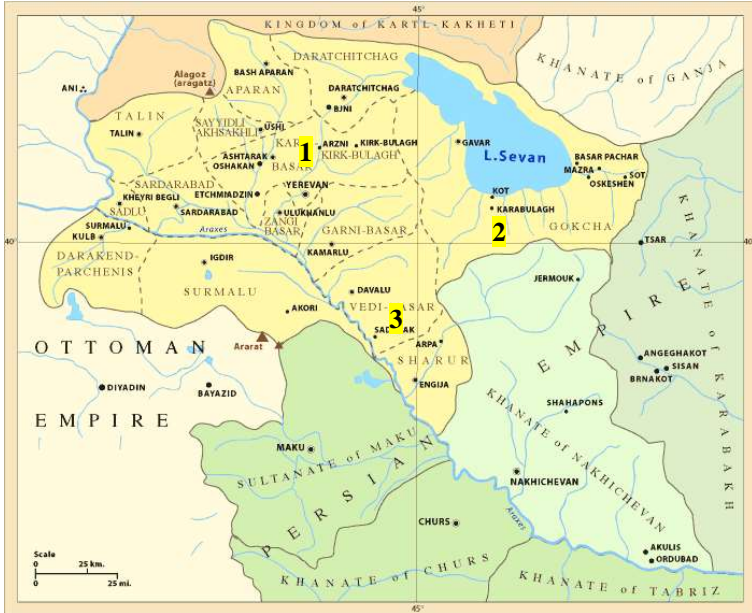 45°
KINGDOM of KARTL-KAKHETI
DARATCHITCHAG
KHANATE of GANJA
Alagoz
(aragatz)
BASH APARAN
APARAN
ANI
DARATCHITCHAG
BJNI
TALIN
SAYYIDLI
AKHSAKHLI
USHI
TALIN
1
ARZNI
KIRK-BULAGH
KIRK-BULAGH
GAVAR
L.Sevan
ASHTARAK
OSHAKAN
BASAR
BASAR PACHAR
MAZRA
SOT
OSKESHEN
SARDARABAD
ETCHMIADZIN
YEREVAN
KOT
KHEYRI BEGLI
SADLU
SARDARABAD
ULUKHANLU
KARABULAGH
ZANGI
BASAR
GARNI-BASAR
2
GOKCHA
SURMALU
KULB
Araxes
40°
40°
KAMARLU
TSAR
DARAKEND-
PARCHENIS
IGDIR
SURMALU
JERMOUK
DAVALU
AKORI
3
ARPA
SHARUR
Ararat
OTTOMAN
EMPIRE
DIYADIN
BAYAZID
ENGIJA
ANGEGHAKOT
SISAN
BRNAKOT
SHAHAPONS
KHANATE of KARABAKH
MAKU
SULTANATE of MAKU
PERSIAN EMPIRE
KHANATE of NAKHICHEVAN
NAKHICHEVAN
CHURS
Araxes
AKULIS
ORDUBAD
Scale
0
25 km.
0
25 mi.
KHANATE of CHURS
KHANATE of TABRIZ
45°